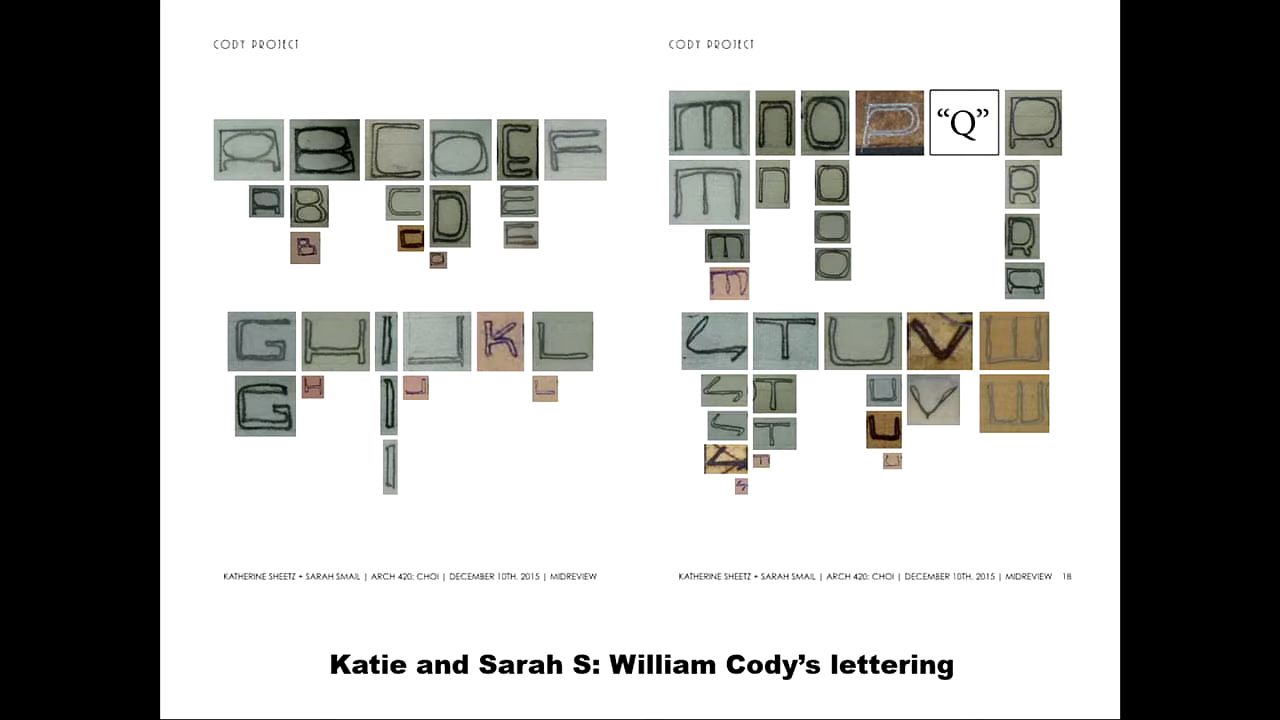 CODY PROJECT
A B C D E F
A B C D E
B C D E
G H I J K L
G H I J L
I
KATHERINE SHEETZ + SARAH SMAIL | ARCH 420: CHOI | DECEMBER 10TH, 2015 | MIDREVIEW
CODY PROJECT
M N O P “Q” R
M N O R
M O R
M O R
S T U V W
S T U V W
S T U
S T U
S
KATHERINE SHEETZ + SARAH SMAIL | ARCH 420: CHOI | DECEMBER 10TH, 2015 | MIDREVIEW 18
Katie and Sarah S: William Cody’s lettering